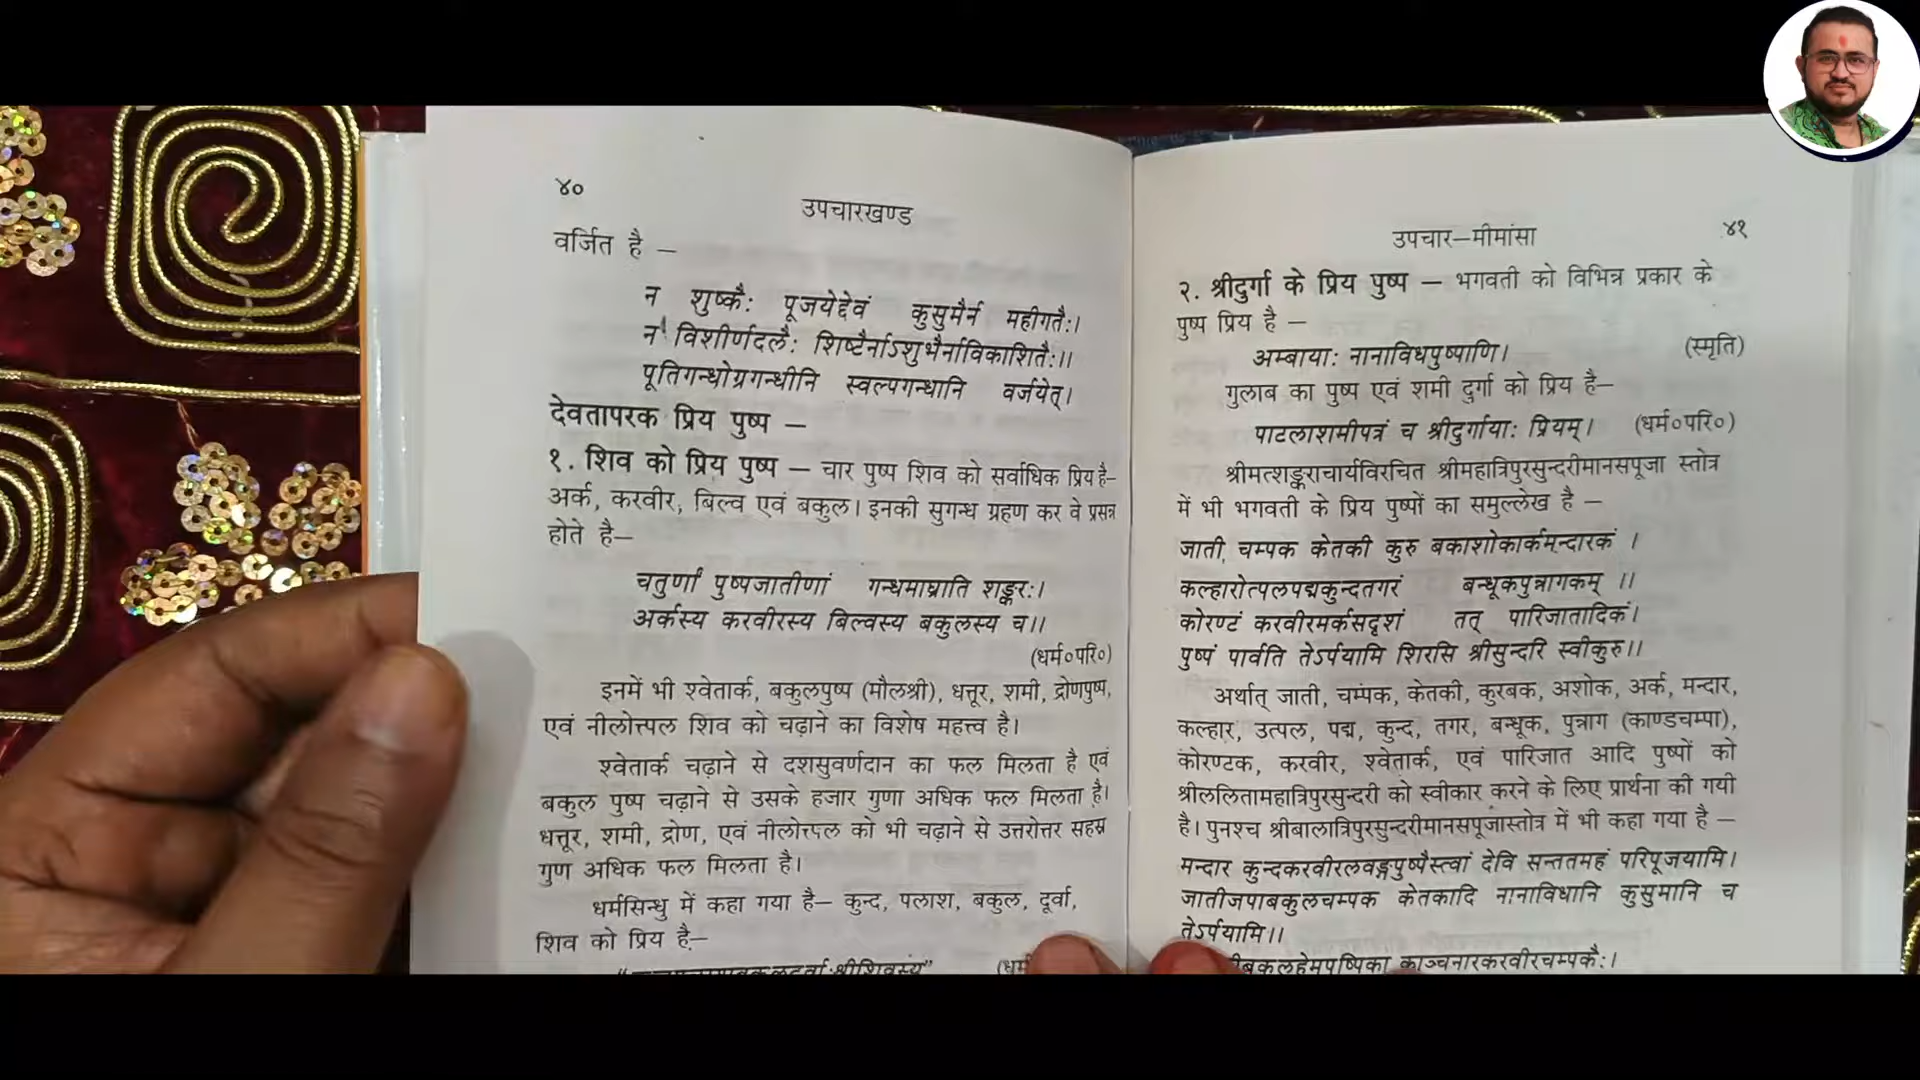 ४०
उपचारखण्ड
वर्जित है –
न शुष्कैः पूजयेद्देवं कुसुमैर्न महीगतैः।
न विशीर्णदलैः शिष्टैर्नाऽशुभैर्नाविकाशितैः।।
पूतिगन्धोग्रगन्धीनि स्वल्पगन्धानि वर्जयेत्।
देवतापरक प्रिय पुष्प –
१. शिव को प्रिय पुष्प – चार पुष्प शिव को सर्वाधिक प्रिय है–
अर्क, करवीर, बिल्व एवं बकुल। इनकी सुगन्ध ग्रहण कर वे प्रसन्न
होते है–
चतुर्णां पुष्पजातीणां गन्धमाघ्राति शङ्करः।
अर्कस्य करवीरस्य बिल्वस्य बकुलस्य च।।
(धर्म०परि०)
इनमें भी श्वेतार्क, बकुलपुष्प (मौलश्री), धत्तूर, शमी, द्रोणपुष्प,
एवं नीलोत्त्पल शिव को चढ़ाने का विशेष महत्त्व है।
श्वेतार्क चढ़ाने से दशसुवर्णदान का फल मिलता है एवं
बकुल पुष्प चढ़ाने से उसके हजार गुणा अधिक फल मिलता है।
धत्तूर, शमी, द्रोण, एवं नीलोत्त्पल को भी चढ़ाने से उत्तरोत्तर सहस्र
गुण अधिक फल मिलता है।
धर्मसिन्धु में कहा गया है– कुन्द, पलाश, बकुल, दूर्वा,
शिव को प्रिय है–
उपचार–मीमांसा
४१
२. श्रीदुर्गा के प्रिय पुष्प – भगवती को विभिन्न प्रकार के
पुष्प प्रिय है –
अम्बायाः नानाविधपुष्पाणि। (स्मृति)
गुलाब का पुष्प एवं शमी दुर्गा को प्रिय है–
पाटलाशमीपत्रं च श्रीदुर्गायाः प्रियम्। (धर्म०परि०)
श्रीमत्शङ्कराचार्यविरचित श्रीमहात्रिपुरसुन्दरीमानसपूजा स्तोत्र
में भी भगवती के प्रिय पुष्पों का समुल्लेख है –
जाती, चम्पक केतकी कुरु बकाशोकार्कमन्दारकं ।
कल्हारोत्पलपद्मकुन्दतगरं बन्धूकपुन्नागकम् ।।
कोरण्टं करवीरमर्कसदृशं तत् पारिजातादिकं।
पुष्पं पार्वति तेऽर्पयामि शिरसि श्रीसुन्दरि स्वीकुरु।।
अर्थात् जाती, चम्पक, केतकी, कुरबक, अशोक, अर्क, मन्दार,
कल्हार, उत्पल, पद्म, कुन्द, तगर, बन्धूक, पुन्नाग (काण्डचम्पा),
कोरण्टक, करवीर, श्वेतार्क, एवं पारिजात आदि पुष्पों को
श्रीललितामहात्रिपुरसुन्दरी को स्वीकार करने के लिए प्रार्थना की गयी
है। पुनश्च श्रीबालात्रिपुरसुन्दरीमानसपूजास्तोत्र में भी कहा गया है –
मन्दार कुन्दकरवीरलवङ्गपुष्पैस्त्वां देवि सन्ततमहं परिपूजयामि।
जातीजपाबकुलचम्पक केतकादि नानाविधानि कुसुमानि च
तेऽर्पयामि।।
काञ्चनारकरवीरचम्पकैः।